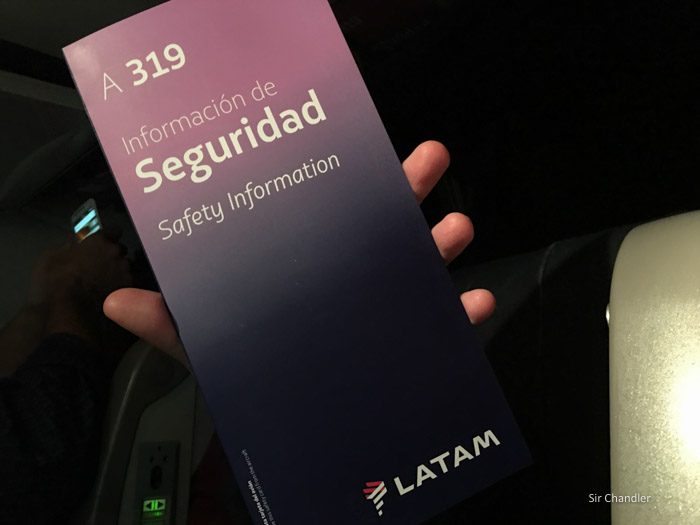 A 319
Información de
Seguridad
Safety Information
LATAM
Sir Chandler